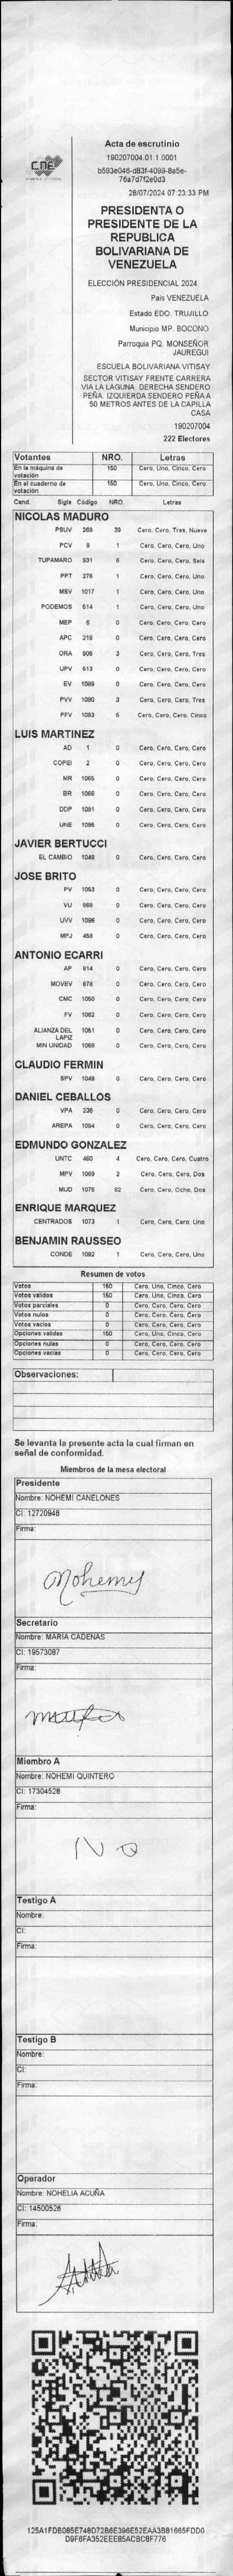 CNE
Acta de escrutinio
190207004.01.1.0001
b593e046-d83f-4099-8a5e-
76a7d7f2e0d3
28/07/2024 07:23:33 PM
PRESIDENTA O
PRESIDENTE DE LA
REPUBLICA
BOLIVARIANA DE
VENEZUELA
ELECCIÓN PRESIDENCIAL 2024
Pais VENEZUELA
Estado EDO. TRUJILLO
Municipio MP. BOCONO
Parroquia PQ. MONSEÑOR
JAUREGUI
ESCUELA BOLIVARIANA VITISAY
SECTOR VITISAY FRENTE CARRERA
VIA LA LAGUNA. DERECHA SENDERO
PEÑA. IZQUIERDA SENDERO PEÑA A
50 METROS ANTES DE LA CAPILLA
CASA
190207004
222 Electores
Votantes NRO. Letras
En la máquina de votación 150 Cero, Uno, Cinco, Cero
En el cuaderno de votación 150 Cero, Uno, Cinco, Cero
Cand. Sigla Código NRO. Letras
NICOLAS MADURO
PSUV 269 39 Cero, Cero, Tres, Nueve
PCV 9 1 Cero, Cero, Cero, Uno
TUPAMARO 931 6 Cero, Cero, Cero, Seis
PPT 276 1 Cero, Cero, Cero, Uno
MSV 1017 1 Cero, Cero, Cero, Uno
PODEMOS 514 1 Cero, Cero, Cero, Uno
MEP 6 0 Cero, Cero, Cero, Cero
APC 219 0 Cero, Cero, Cero, Cero
ORA 906 3 Cero, Cero, Cero, Tres
UPV 613 0 Cero, Cero, Cero, Cero
EV 1089 0 Cero, Cero, Cero, Cero
PVV 1090 3 Cero, Cero, Cero, Tres
PFV 1093 5 Cero, Cero, Cero, Cinco
LUIS MARTINEZ
AD 1 0 Cero, Cero, Cero, Cero
COPEI 2 0 Cero, Cero, Cero, Cero
MR 1065 0 Cero, Cero, Cero, Cero
BR 1066 0 Cero, Cero, Cero, Cero
DDP 1091 0 Cero, Cero, Cero, Cero
UNE 1095 0 Cero, Cero, Cero, Cero
JAVIER BERTUCCI
EL CAMBIO 1048 0 Cero, Cero, Cero, Cero
JOSE BRITO
PV 1053 0 Cero, Cero, Cero, Cero
VU 868 0 Cero, Cero, Cero, Cero
UVV 1096 0 Cero, Cero, Cero, Cero
MPJ 458 0 Cero, Cero, Cero, Cero
ANTONIO ECARRI
AP 914 0 Cero, Cero, Cero, Cero
MOVEV 878 0 Cero, Cero, Cero, Cero
CMC 1050 0 Cero, Cero, Cero, Cero
FV 1062 0 Cero, Cero, Cero, Cero
ALIANZA DEL LAPIZ 1061 0 Cero, Cero, Cero, Cero
MIN UNIDAD 1068 0 Cero, Cero, Cero, Cero
CLAUDIO FERMIN
SPV 1049 0 Cero, Cero, Cero, Cero
DANIEL CEBALLOS
VPA 238 0 Cero, Cero, Cero, Cero
AREPA 1094 0 Cero, Cero, Cero, Cero
EDMUNDO GONZALEZ
UNTC 460 4 Cero, Cero, Cero, Cuatro
MPV 1069 2 Cero, Cero, Cero, Dos
MUD 1075 82 Cero, Cero, Ocho, Dos
ENRIQUE MARQUEZ
CENTRADOS 1073 1 Cero, Cero, Cero, Uno
BENJAMIN RAUSSEO
CONDE 1092 1 Cero, Cero, Cero, Uno
Resumen de votos
Votos 150 Cero, Uno, Cinco, Cero
Votos validos 150 Cero, Uno, Cinco, Cero
Votos parciales 0 Cero, Cero, Cero, Cero
Votos nulos 0 Cero, Cero, Cero, Cero
Votos vacios 0 Cero, Cero, Cero, Cero
Opciones validas 150 Cero, Uno, Cinco, Cero
Opciones nulas 0 Cero, Cero, Cero, Cero
Opciones vacias 0 Cero, Cero, Cero, Cero
Observaciones:
Se levanta la presente acta la cual firman en
señal de conformidad.
Miembros de la mesa electoral
Presidente
Nombre: NOHEMI CANELONES
CI: 12720948
Firma:
Nohemy
Secretario
Nombre: MARIA CADENAS
CI: 19573087
Firma:
Miembro A
Nombre: NOHEMI QUINTERO
CI: 17304528
Firma:
N Q
Testigo A
Nombre:
CI:
Firma:
Testigo B
Nombre:
CI:
Firma:
Operador
Nombre: NOHELIA ACUÑA
CI: 14500526
Firma:
125A1FDB085E748D72B6E396E52EAA3B81665FDD0
D9F6FA352EEE85ACBC8F776